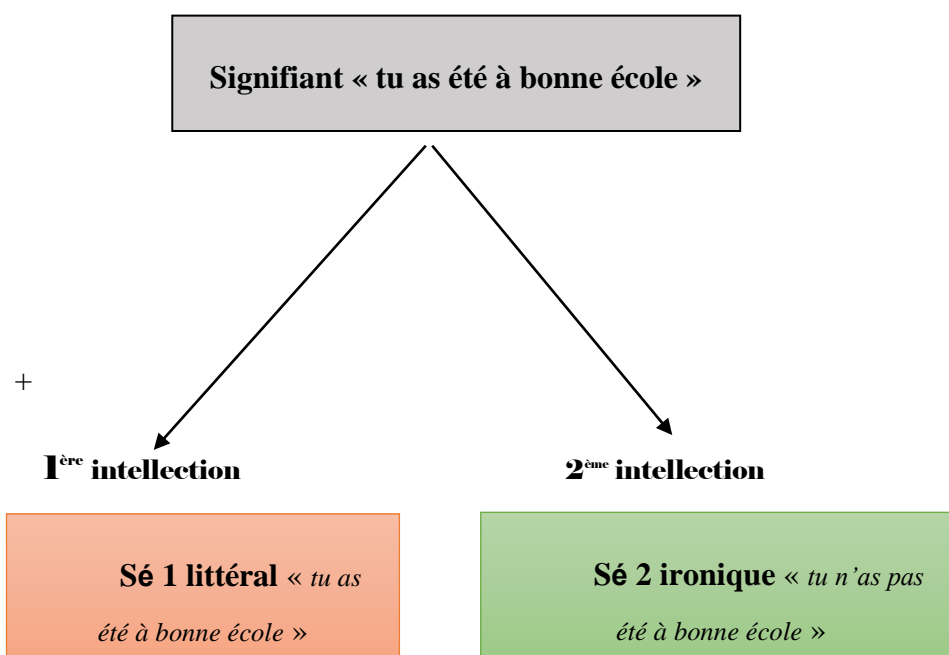 Signifiant « tu as été à bonne école »
+
1ère intellection
2ème intellection
Sé 1 littéral « tu as
été à bonne école »
Sé 2 ironique « tu n’as pas
été à bonne école »